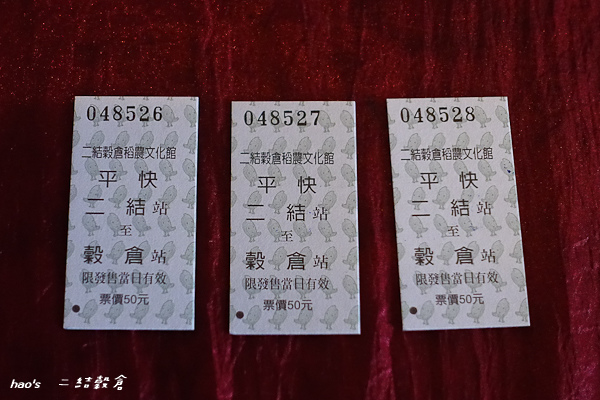 048526
二結穀倉稻農文化館
平快
二結站
至
穀倉站
限發售當日有效
票價50元
048527
二結穀倉稻農文化館
平快
二結站
至
穀倉站
限發售當日有效
票價50元
048528
二結穀倉稻農文化館
平快
二結站
至
穀倉站
限發售當日有效
票價50元
hao's 二結穀倉